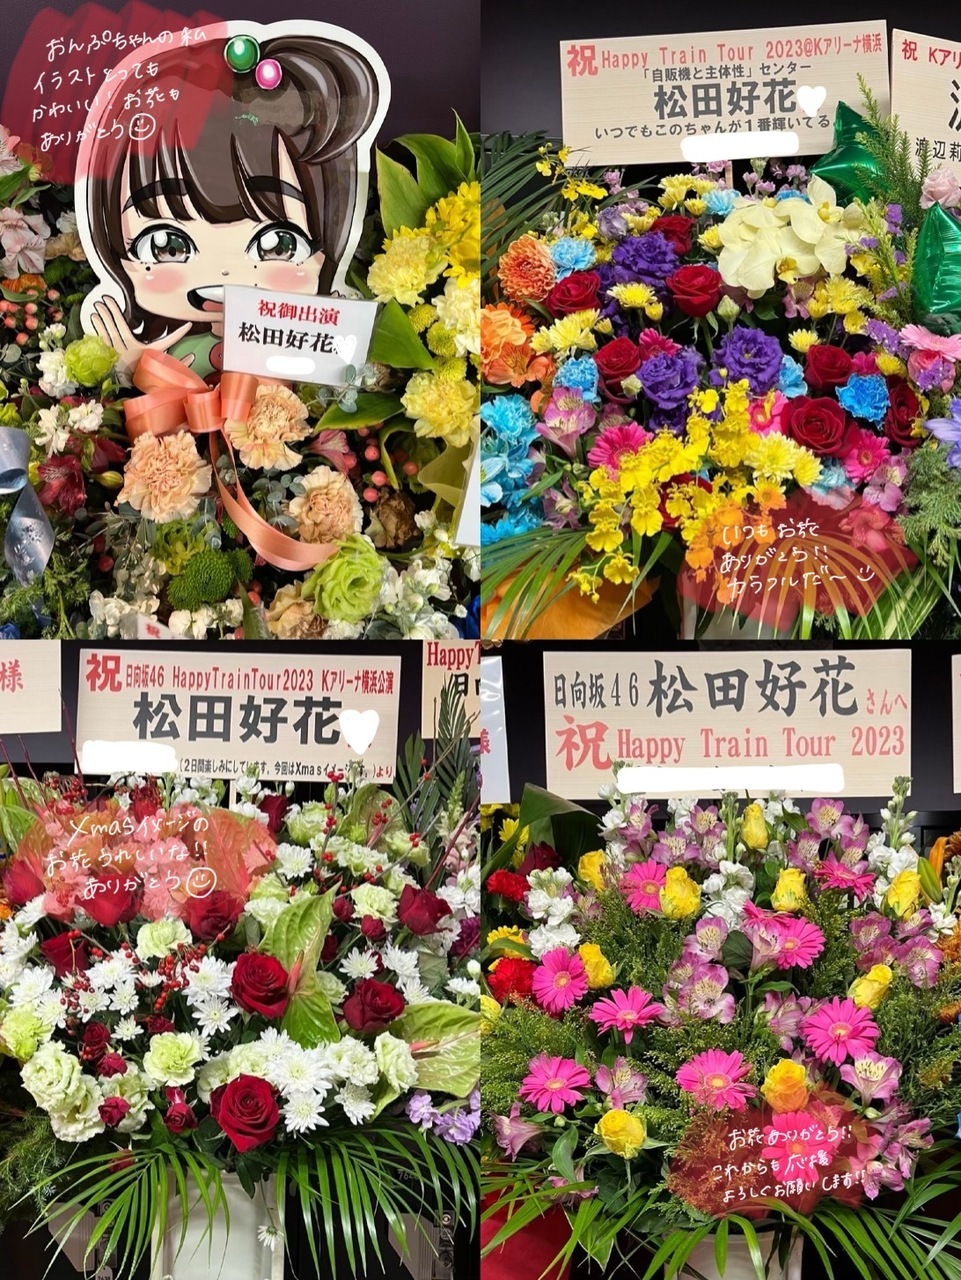 おんぷちゃんの私
イラストとっても
かわいい！お花も
ありがとう
祝御出演
松田好花
祝 Happy Train Tour 2023@Kアリーナ横浜
「自販機と主体性」センター
松田好花
いつでもこのちゃんが1番輝いてる
祝 Kアリ
渡辺莉
いつもお花
ありがとう!!
カラフルだ〜
様
祝 日向坂46 HappyTrainTour2023 Kアリーナ横浜公演
松田好花
(2日間楽しみにしています。今回はXmasイメージ
)より
HappyT
Xmasイメージの
お花うれしいな!!
ありがとう
日向坂46 松田好花 さんへ
祝 Happy Train Tour 2023
お花ありがとう!!
これからも応援
よろしくお願いします!!